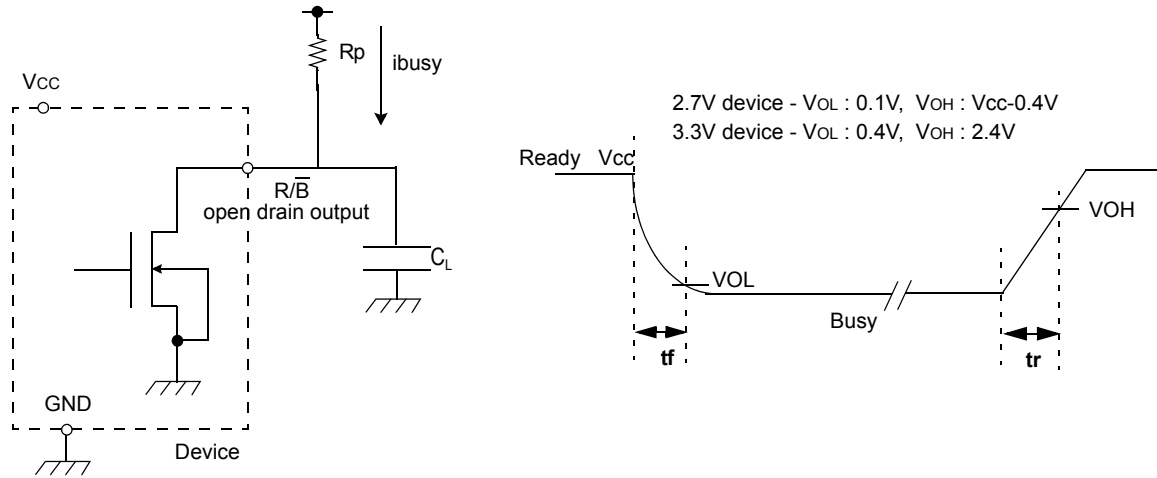 Rp
ibusy
VCC
R/B̅
open drain output
CL
GND
Device
2.7V device - VOL : 0.1V, VOH : Vcc-0.4V
3.3V device - VOL : 0.4V, VOH : 2.4V
Ready Vcc
VOH
VOL
Busy
tf
tr